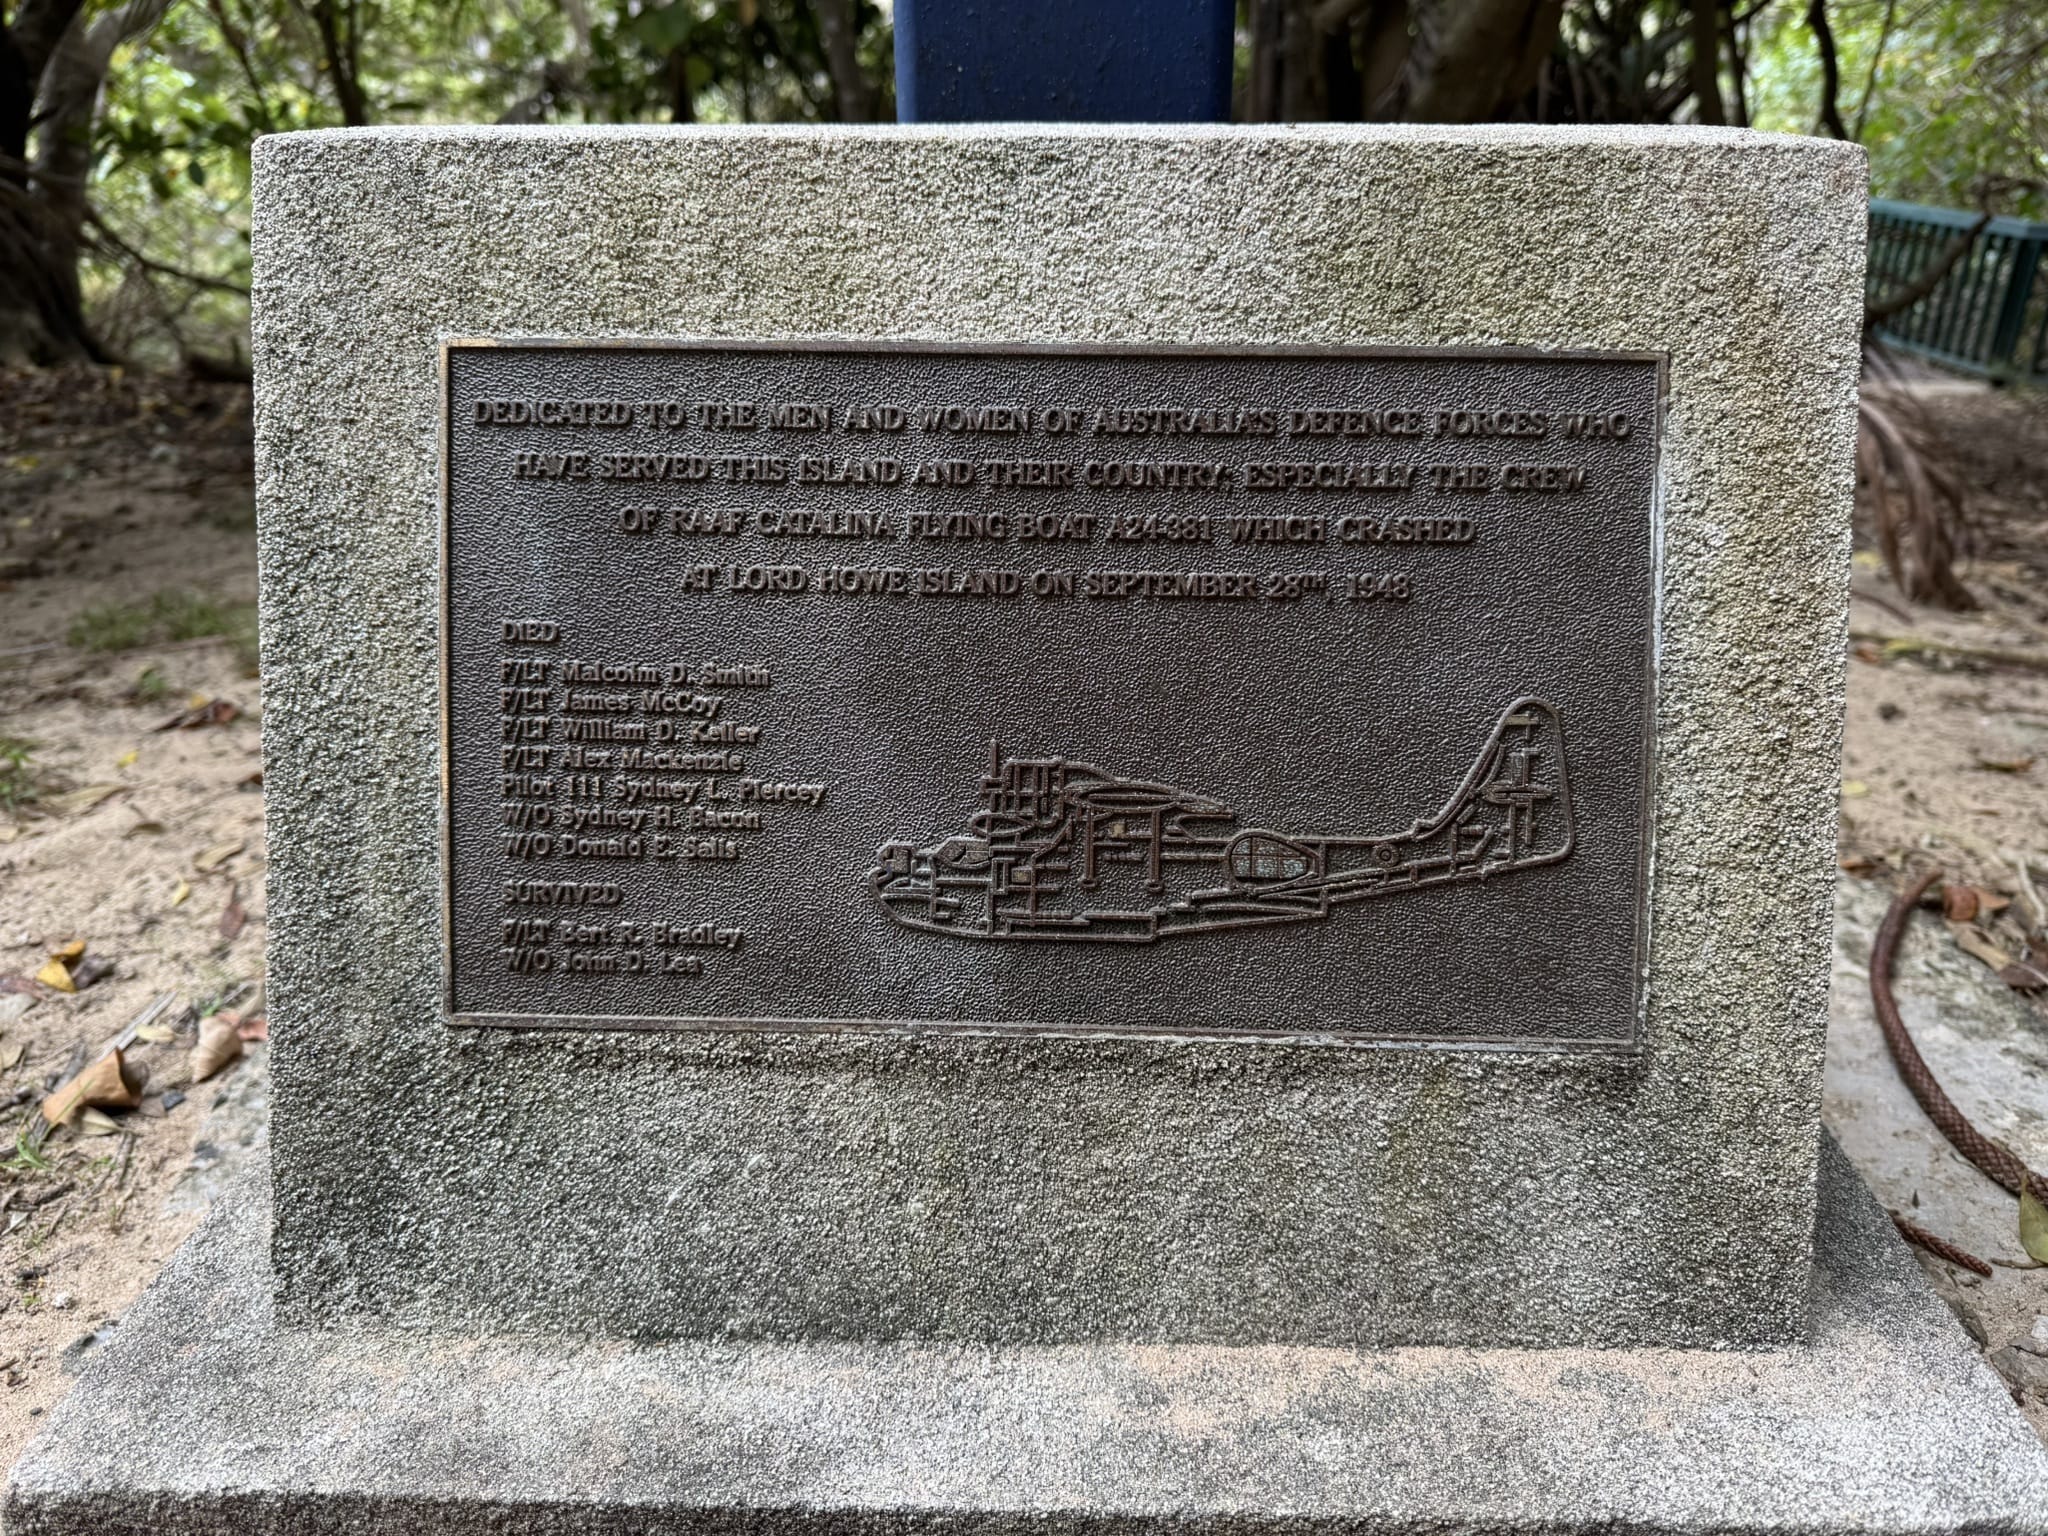 DEDICATED TO THE MEN AND WOMEN OF AUSTRALIA'S DEFENCE FORCES WHO
HAVE SERVED THIS ISLAND AND THEIR COUNTRY; ESPECIALLY THE CREW
OF RAAF CATALINA FLYING BOAT A24-381 WHICH CRASHED
AT LORD HOWE ISLAND ON SEPTEMBER 28TH, 1948
DIED
F/LT Malcolm D. Smith
F/LT James McCoy
F/LT William D. Keller
F/LT Alex Mackenzie
Pilot 111 Sydney L. Piercey
W/O Sydney H. Bacon
W/O Donald E. Salis
SURVIVED
F/LT Bert R. Bradley
W/O John D. Lea